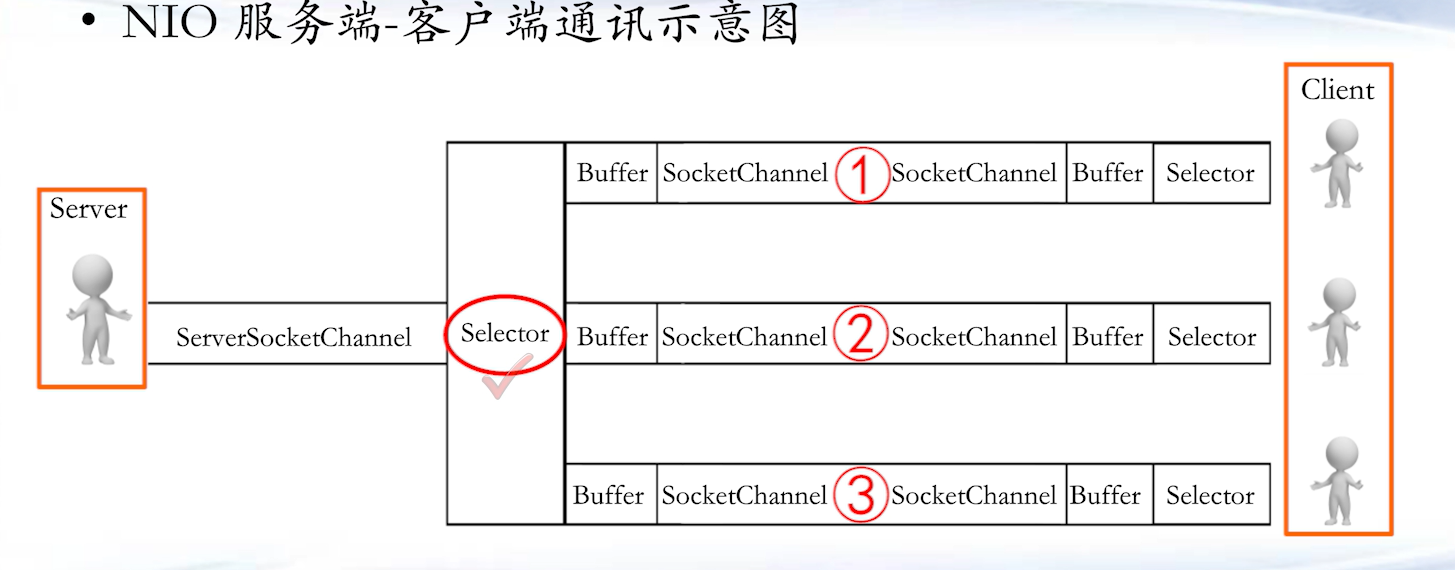 • NIO 服务端-客户端通讯示意图
Client
Buffer SocketChannel ① SocketChannel Buffer Selector
Server
ServerSocketChannel Selector Buffer SocketChannel ② SocketChannel Buffer Selector
Buffer SocketChannel ③ SocketChannel Buffer Selector